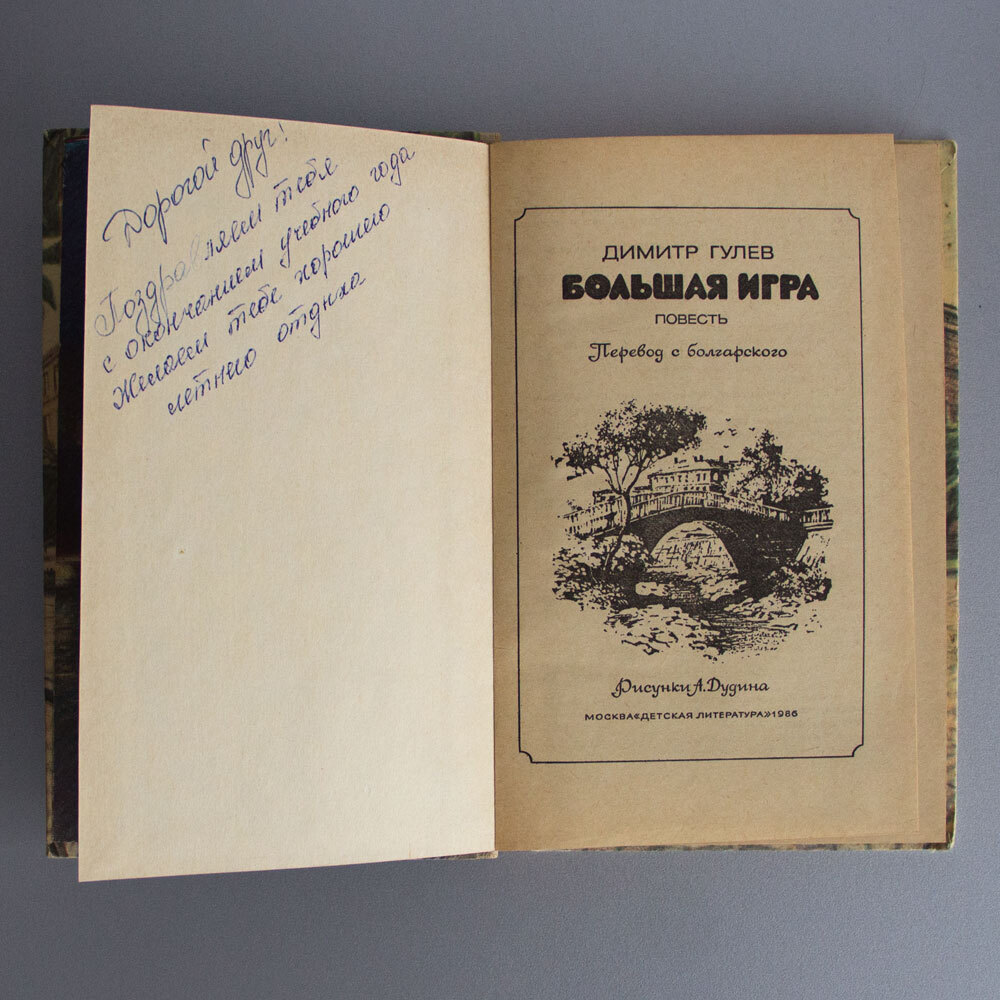 Дорогой друг!
Поздравляем тебя
с окончанием учебного года
Желаем тебе хорошего
летнего отдыха
ДИМИТР ГУЛЕВ
БОЛЬШАЯ ИГРА
ПОВЕСТЬ
Перевод с болгарского
Рисунки А. Дудина
МОСКВА «ДЕТСКАЯ ЛИТЕРАТУРА» 1986